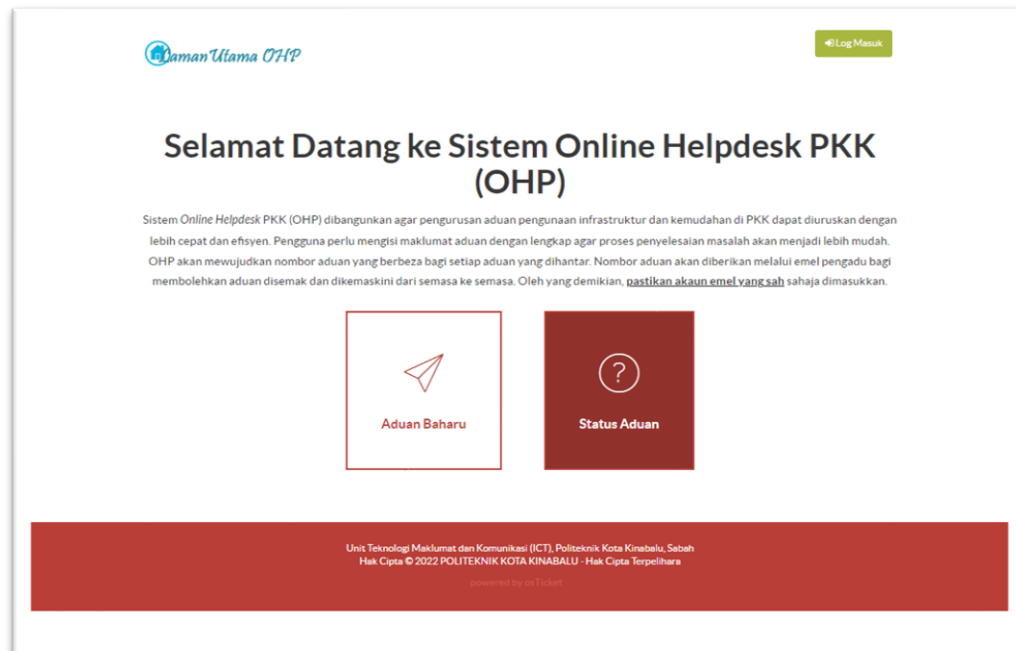 Laman Utama OHP
Log Masuk
Selamat Datang ke Sistem Online Helpdesk PKK
(OHP)
Sistem Online Helpdesk PKK (OHP) dibangunkan agar pengurusan aduan pengunaan infrastruktur dan kemudahan di PKK dapat diuruskan dengan
lebih cepat dan efisyen. Pengguna perlu mengisi maklumat aduan dengan lengkap agar proses penyelesaian masalah akan menjadi lebih mudah.
OHP akan mewujudkan nombor aduan yang berbeza bagi setiap aduan yang dihantar. Nombor aduan akan diberikan melalui emel pengadu bagi
membolehkan aduan disemak dan dikemaskini dari semasa ke semasa. Oleh yang demikian, pastikan akaun emel yang sah sahaja dimasukkan.
Aduan Baharu
Status Aduan
Unit Teknologi Maklumat dan Komunikasi (ICT), Politeknik Kota Kinabalu, Sabah
Hak Cipta © 2022 POLITEKNIK KOTA KINABALU - Hak Cipta Terpelihara
powered by osTicket